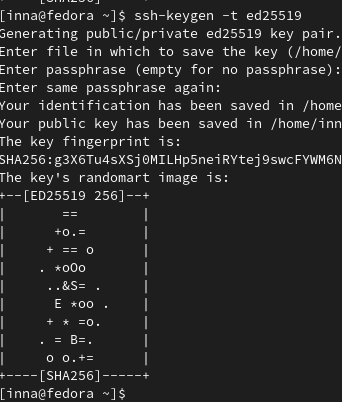 [inna@fedora ~]$ ssh-keygen -t ed25519
Generating public/private ed25519 key pair.
Enter file in which to save the key (/home/
Enter passphrase (empty for no passphrase):
Enter same passphrase again:
Your identification has been saved in /home
Your public key has been saved in /home/inn
The key fingerprint is:
SHA256:g3X6Tu4sXSj0MILHp5neiRYtej9swcFYWM6N
The key's randomart image is:
+--[ED25519 256]--+
|       ==        |
|      +o.=       |
|     + == o      |
|    . *oOo       |
|     ..&S= .     |
|      E *oo .    |
|     + * =o.     |
|    . = B=.      |
|     o o.+=      |
+----[SHA256]-----+
[inna@fedora ~]$